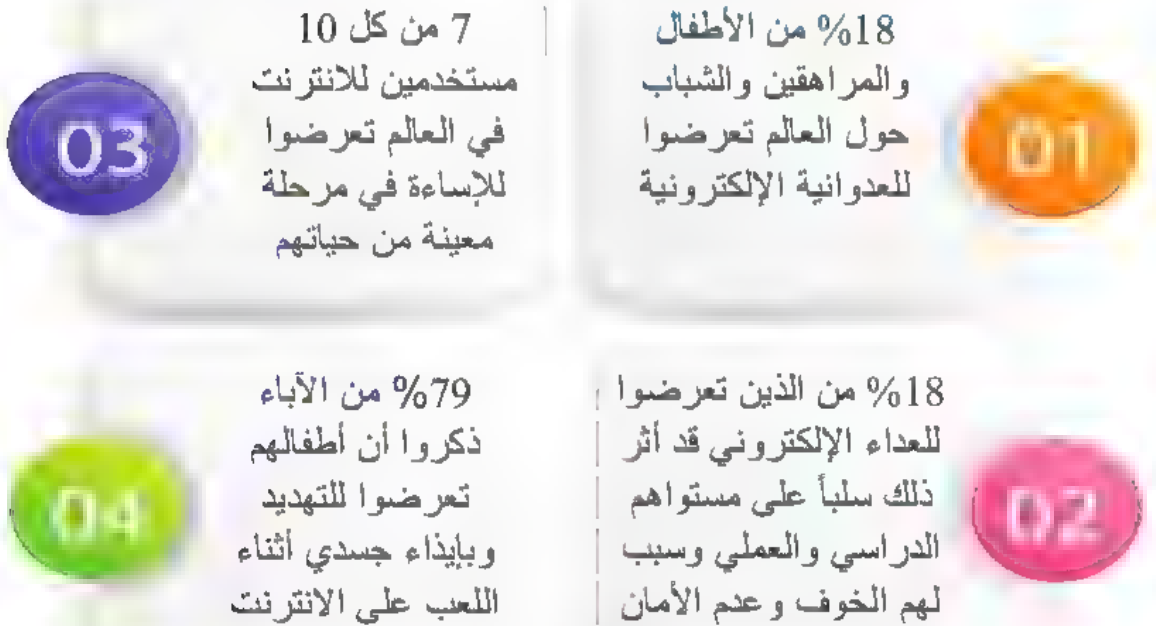 01
%18 من الأطفال
والمراهقين والشباب
حول العالم تعرضوا
للعدوانية الإلكترونية
03
7 من كل 10
مستخدمين للانترنت
في العالم تعرضوا
للإساءة في مرحلة
معينة من حياتهم
02
%18 من الذين تعرضوا
للعداء الإلكتروني قد أثر
ذلك سلباً على مستواهم
الدراسي والعملي وسبب
لهم الخوف وعدم الأمان
04
%79 من الآباء
ذكروا أن أطفالهم
تعرضوا للتهديد
وبإيذاء جسدي أثناء
اللعب على الانترنت